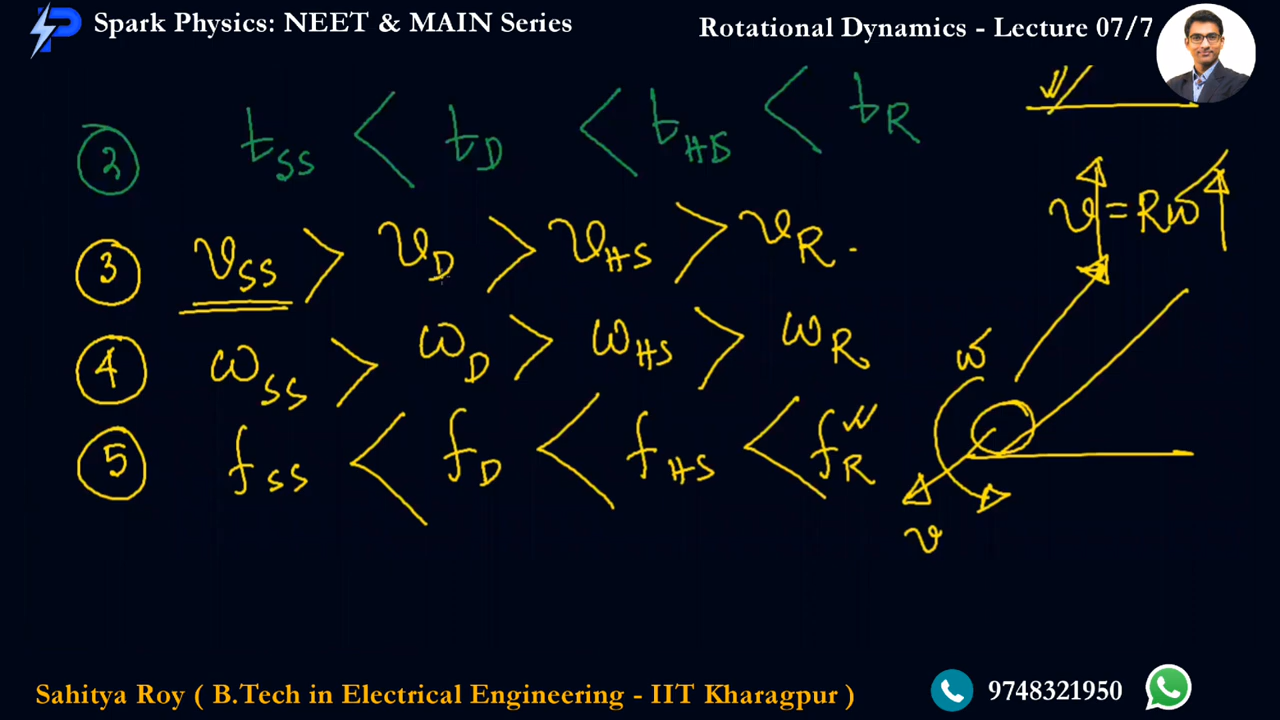 Spark Physics: NEET & MAIN Series
Rotational Dynamics - Lecture 07/7
② t_SS < t_D < t_HS < t_R
③ v_SS > v_D > v_HS > v_R
v = Rω
④ ω_SS > ω_D > ω_HS > ω_R
ω
⑤ f_SS < f_D < f_HS < f_R
v
Sahitya Roy ( B.Tech in Electrical Engineering - IIT Kharagpur )
9748321950